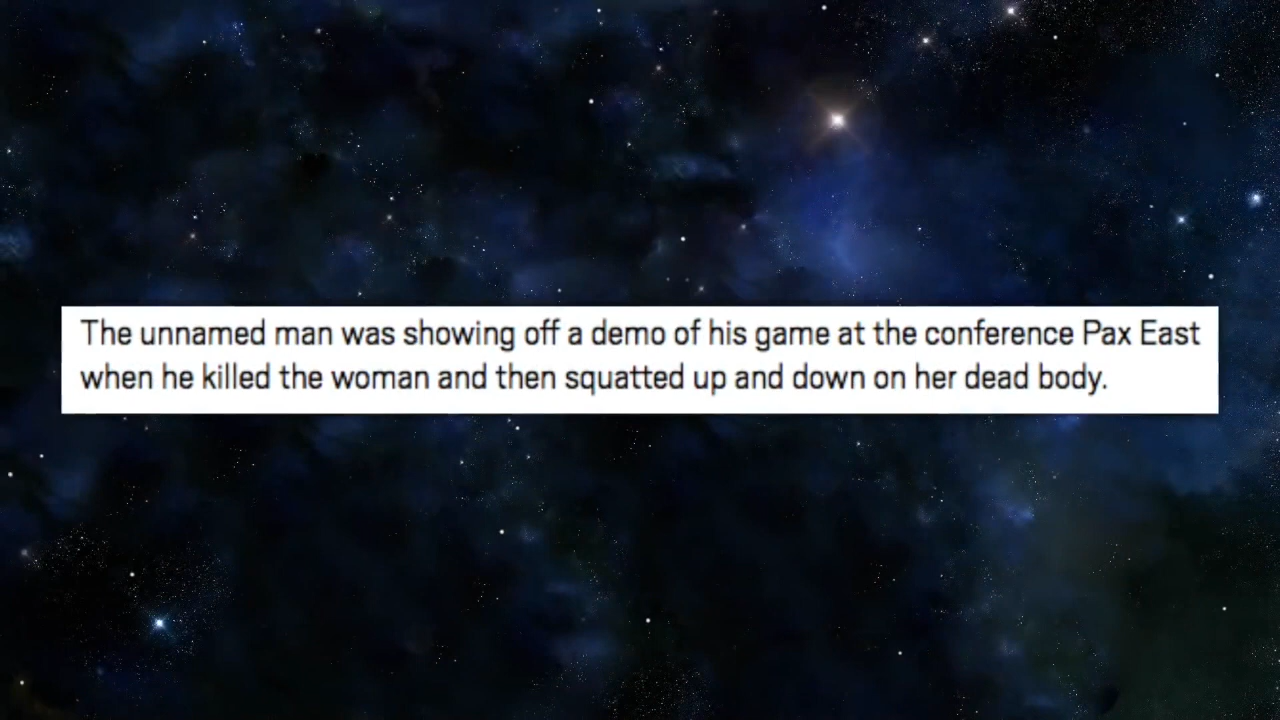 The unnamed man was showing off a demo of his game at the conference Pax East
when he killed the woman and then squatted up and down on her dead body.